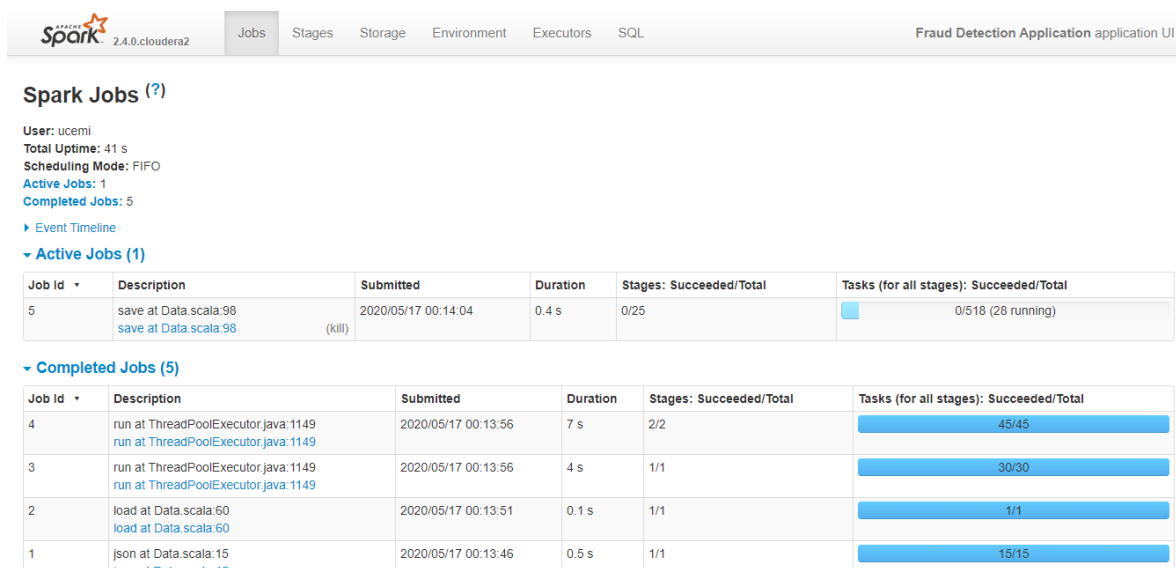 APACHE
Spark 2.4.0.cloudera2 Jobs Stages Storage Environment Executors SQL Fraud Detection Application application UI
Spark Jobs (?)
User: ucemi
Total Uptime: 41 s
Scheduling Mode: FIFO
Active Jobs: 1
Completed Jobs: 5
Event Timeline
Active Jobs (1)
Job Id Description Submitted Duration Stages: Succeeded/Total Tasks (for all stages): Succeeded/Total
5 save at Data.scala:98 2020/05/17 00:14:04 0.4 s 0/25 0/518 (28 running)
save at Data.scala:98 (kill)
Completed Jobs (5)
Job Id Description Submitted Duration Stages: Succeeded/Total Tasks (for all stages): Succeeded/Total
4 run at ThreadPoolExecutor.java:1149 2020/05/17 00:13:56 7 s 2/2 45/45
run at ThreadPoolExecutor.java:1149
3 run at ThreadPoolExecutor.java:1149 2020/05/17 00:13:56 4 s 1/1 30/30
run at ThreadPoolExecutor.java:1149
2 load at Data.scala:60 2020/05/17 00:13:51 0.1 s 1/1 1/1
load at Data.scala:60
1 json at Data.scala:15 2020/05/17 00:13:46 0.5 s 1/1 15/15